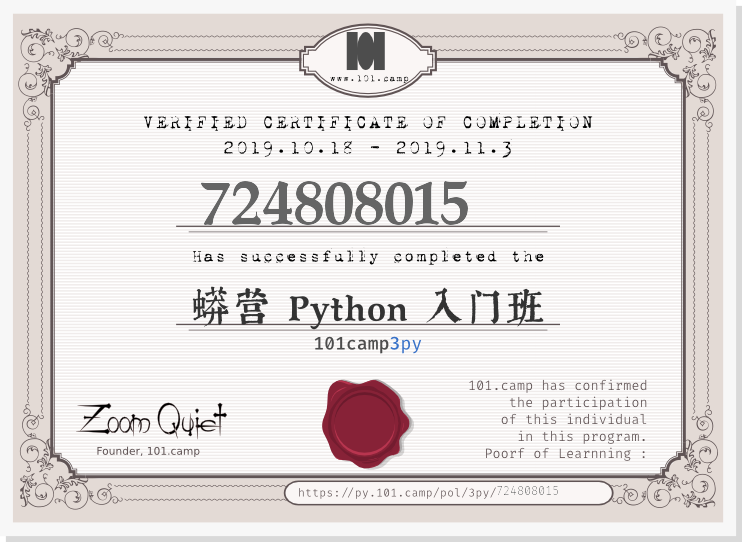 101
www.101.camp
VERIFIED CERTIFICATE OF COMPLETION
2019.10.18 - 2019.11.3
724808015
Has successfully completed the
蟒营 Python 入门班
101camp3py
101.camp has confirmed
the participation
of this individual
in this program.
Poorf of Learnning :
Zoom Quiet
Founder, 101.camp
https://py.101.camp/pol/3py/724808015